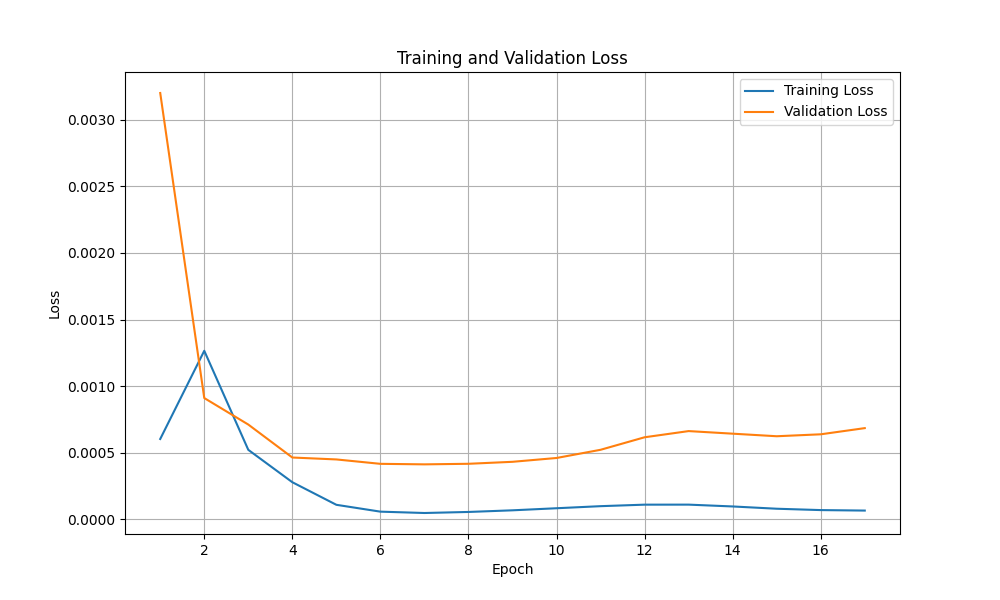 Training and Validation Loss
Training Loss
Validation Loss
0.0030
0.0025
0.0020
0.0015
0.0010
0.0005
0.0000
Loss
2 4 6 8 10 12 14 16
Epoch